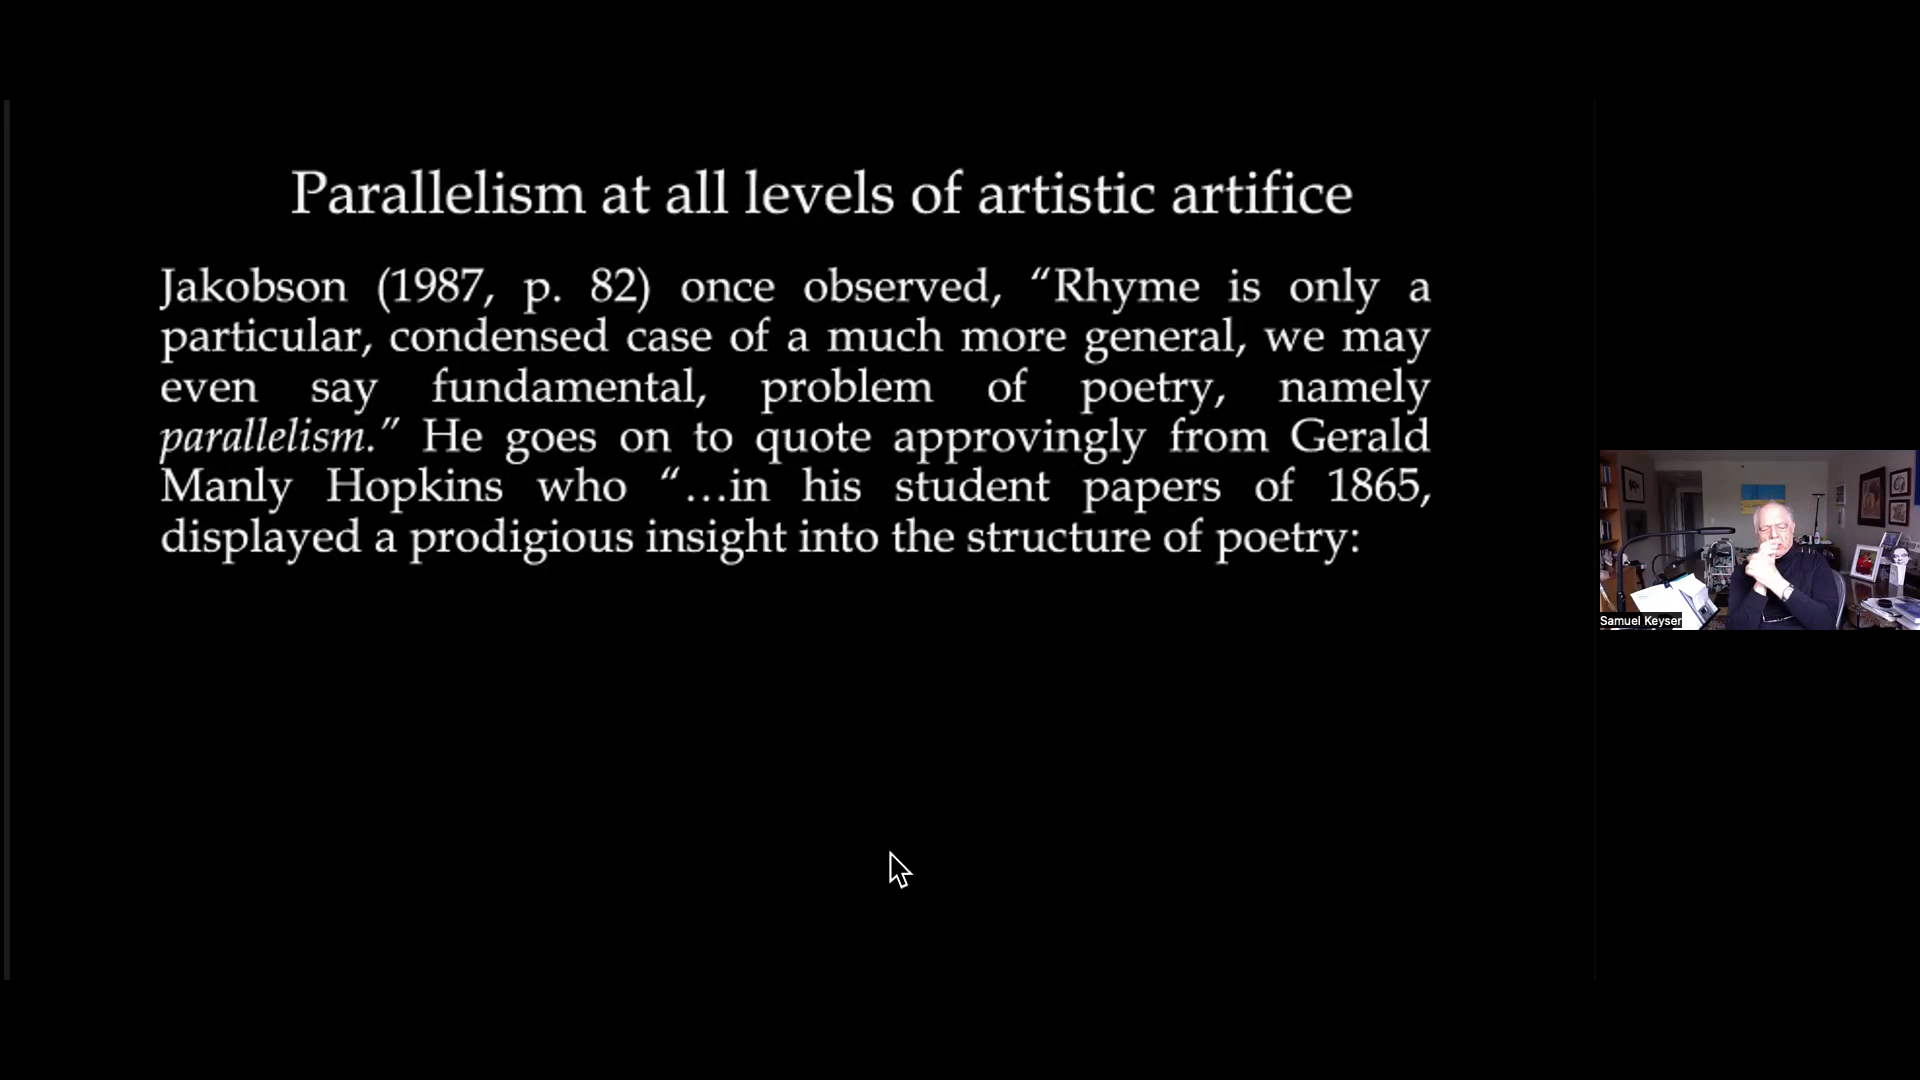 Parallelism at all levels of artistic artifice
Jakobson (1987, p. 82) once observed, “Rhyme is only a
particular, condensed case of a much more general, we may
even say fundamental, problem of poetry, namely
parallelism.” He goes on to quote approvingly from Gerald
Manly Hopkins who “…in his student papers of 1865,
displayed a prodigious insight into the structure of poetry:
Samuel Keyser